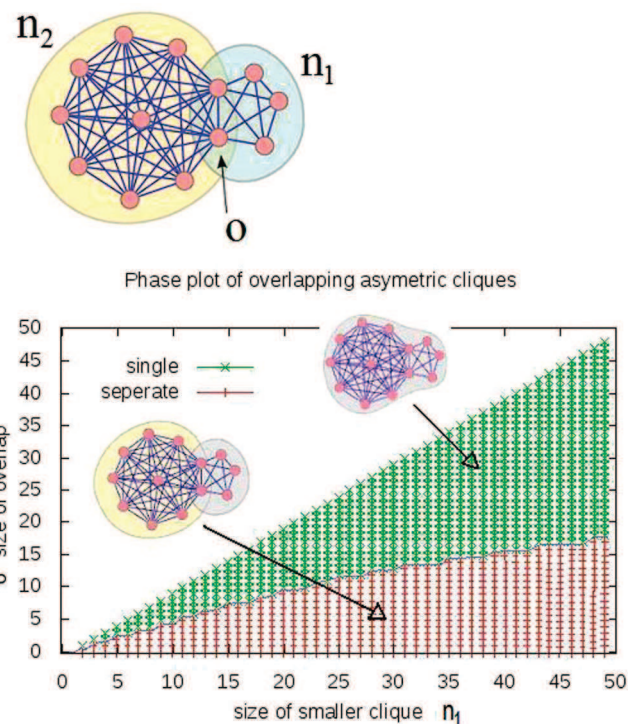 n2
n1
o
Phase plot of overlapping asymetric cliques
single
seperate
size of overlap
50
45
40
35
30
25
20
15
10
5
0
0 5 10 15 20 25 30 35 40 45 50
size of smaller clique n1